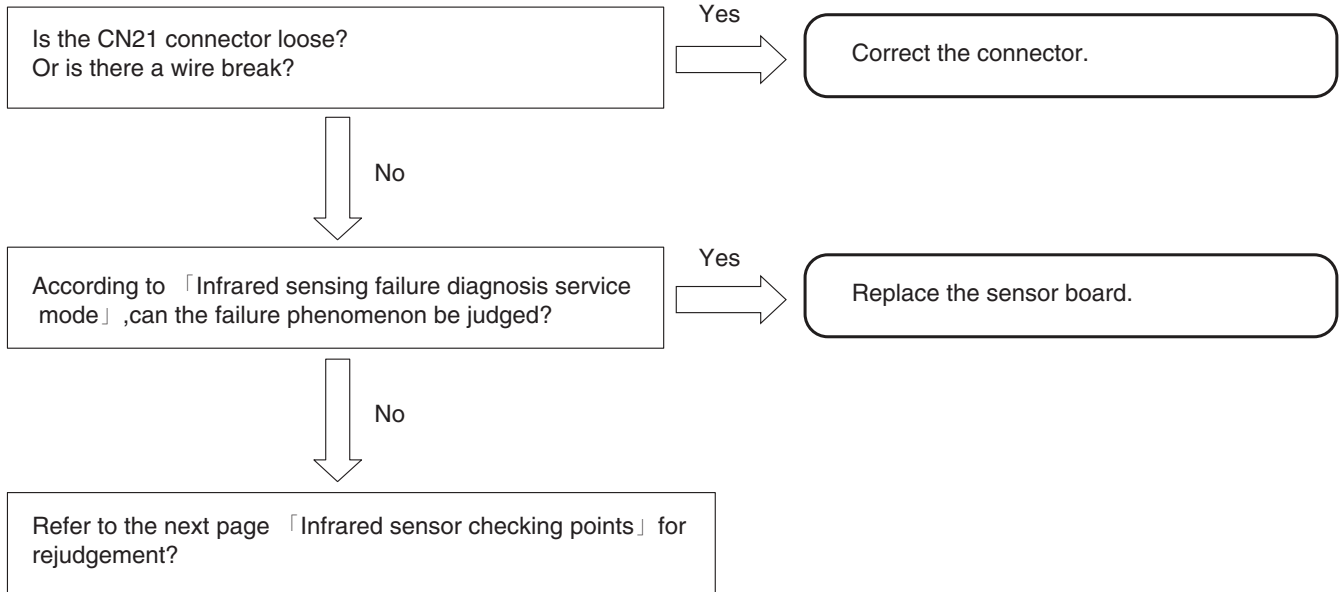 Is the CN21 connector loose?
Or is there a wire break?
Yes
Correct the connector.
No
According to 「Infrared sensing failure diagnosis service
mode」 ,can the failure phenomenon be judged?
Yes
Replace the sensor board.
No
Refer to the next page 「Infrared sensor checking points」 for
rejudgement?